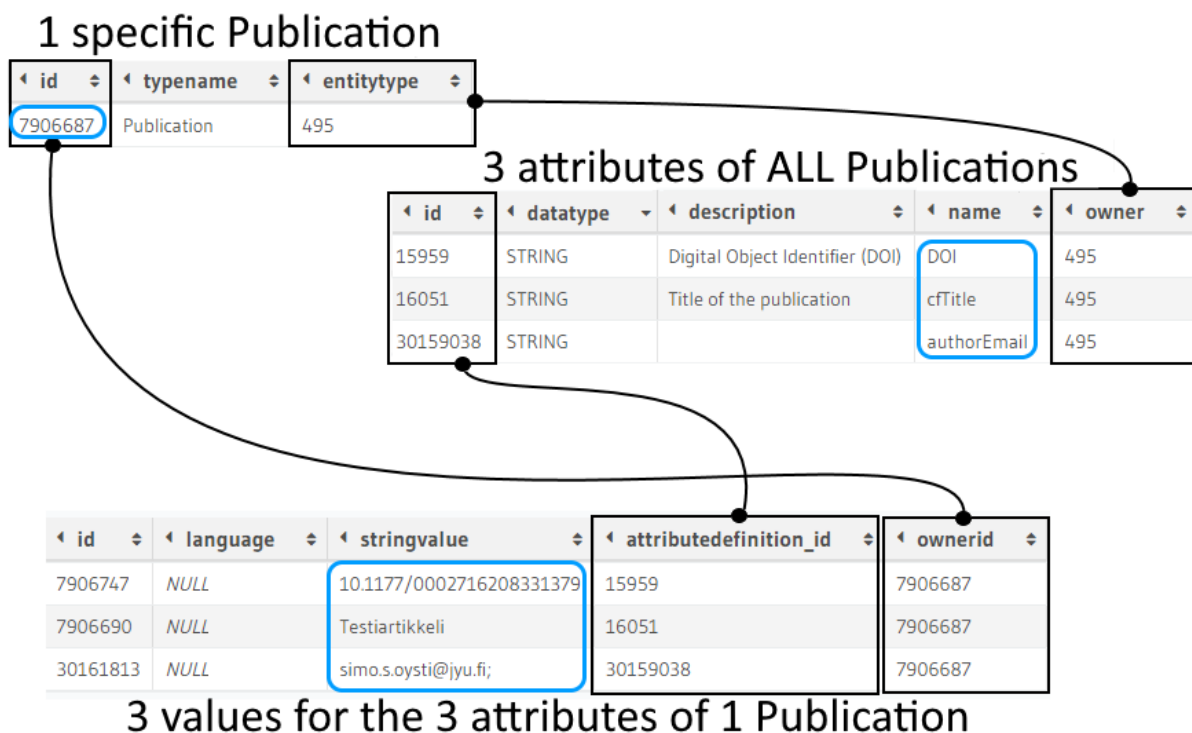 1 specific Publication
id typename entitytype
7906687 Publication 495
3 attributes of ALL Publications
id datatype description name owner
15959 STRING Digital Object Identifier (DOI) DOI 495
16051 STRING Title of the publication cfTitle 495
30159038 STRING authorEmail 495
id language stringvalue attributedefinition_id ownerid
7906747 NULL 10.1177/0002716208331379 15959 7906687
7906690 NULL Testiartikkeli 16051 7906687
30161813 NULL simo.s.oysti@jyu.fi; 30159038 7906687
3 values for the 3 attributes of 1 Publication